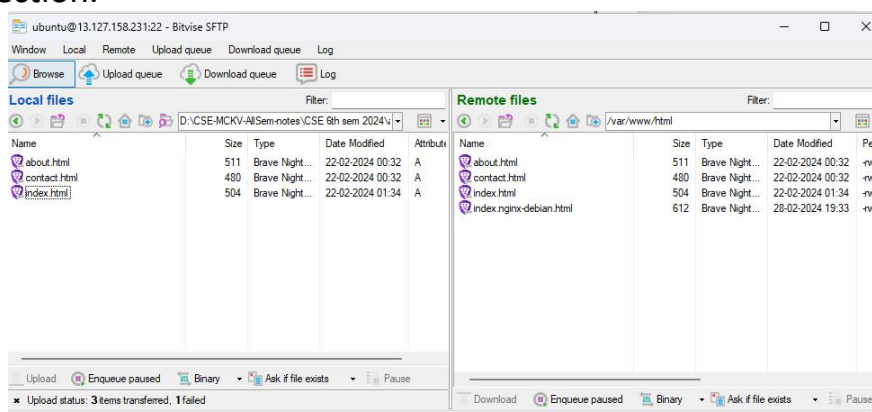 ection.
ubuntu@13.127.158.231:22 - Bitvise SFTP
Window Local Remote Upload queue Download queue Log
Browse Upload queue Download queue Log
Local files Filter:
D:\CSE-MCKV-AllSem-notes\CSE 6th sem 2024\
Name Size Type Date Modified Attribute
about.html 511 Brave Night... 22-02-2024 00:32 A
contact.html 480 Brave Night... 22-02-2024 00:32 A
index.html 504 Brave Night... 22-02-2024 01:34 A
Upload Enqueue paused Binary Ask if file exists Pause
Upload status: 3 items transferred, 1 failed
Remote files Filter:
/var/www/html
Name Size Type Date Modified Pe
about.html 511 Brave Night... 22-02-2024 00:32 -rw
contact.html 480 Brave Night... 22-02-2024 00:32 -rw
index.html 504 Brave Night... 22-02-2024 01:34 -rw
index.nginx-debian.html 612 Brave Night... 28-02-2024 19:33 -rw
Download Enqueue paused Binary Ask if file exists Pause